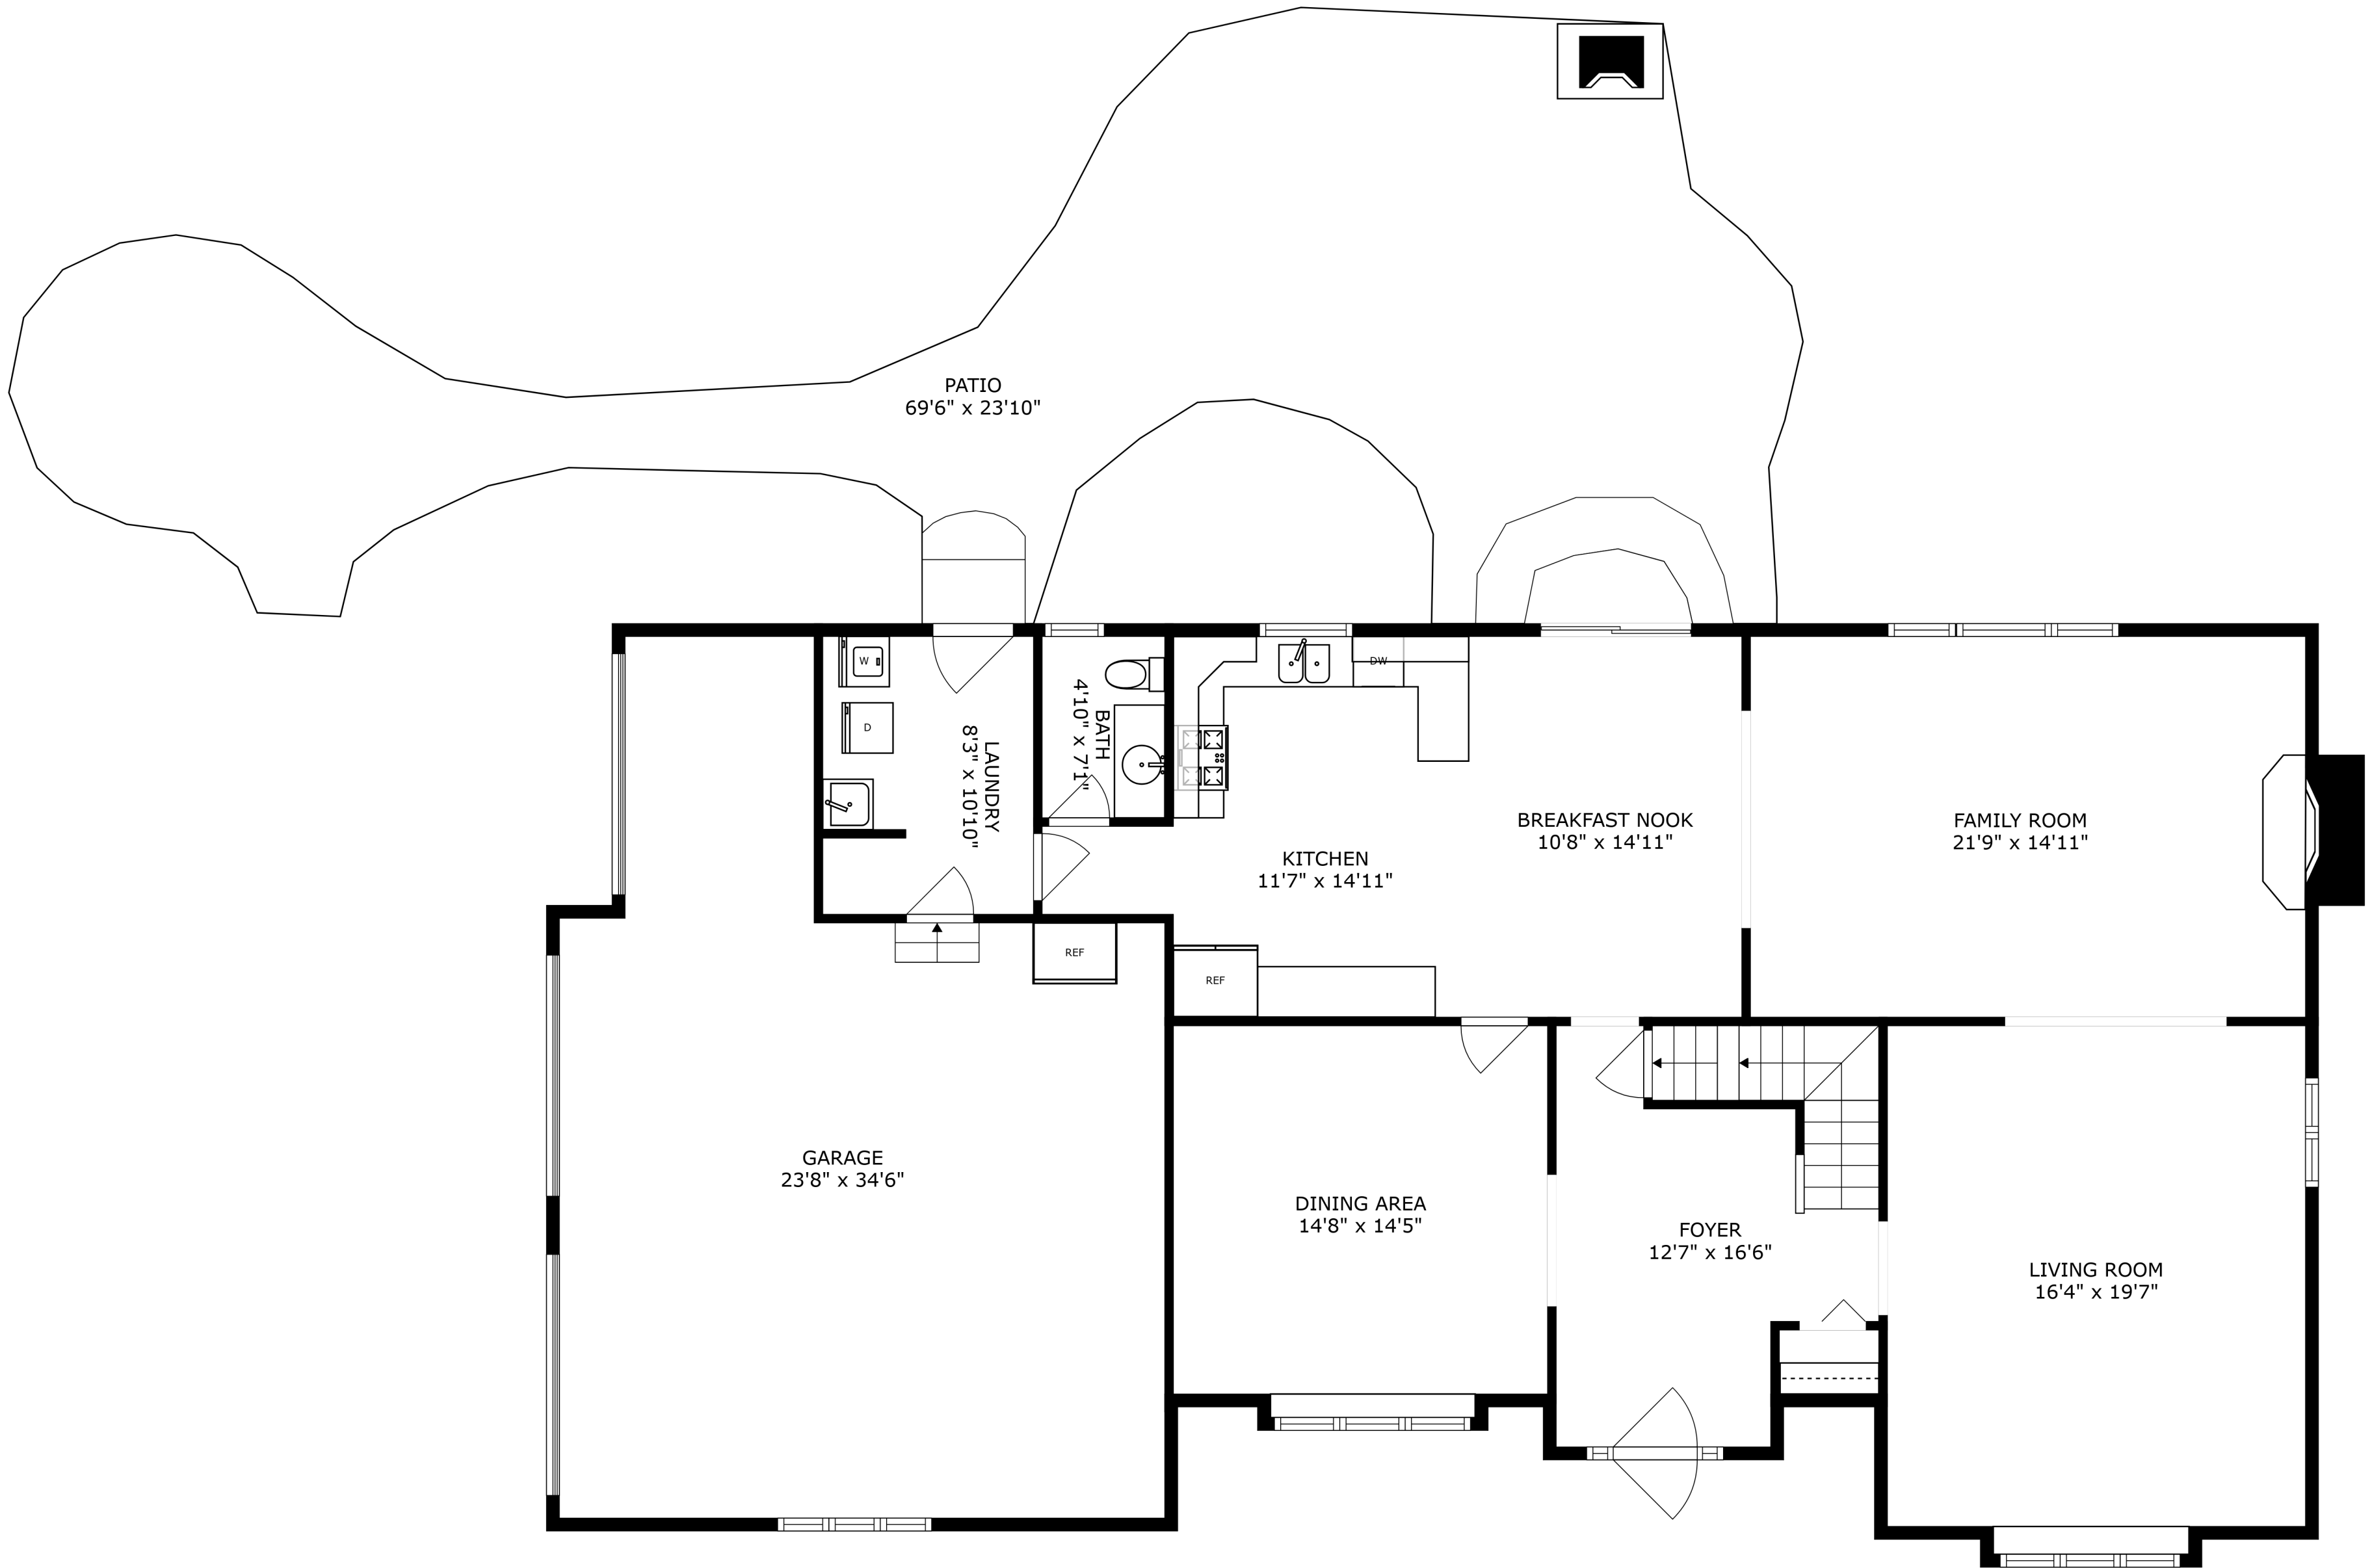 PATIO
69'6" x 23'10"
W
D
LAUNDRY
8'3" x 10'10"
BATH
4'10" x 7'1"
DW
KITCHEN
11'7" x 14'11"
BREAKFAST NOOK
10'8" x 14'11"
FAMILY ROOM
21'9" x 14'11"
REF
REF
GARAGE
23'8" x 34'6"
DINING AREA
14'8" x 14'5"
FOYER
12'7" x 16'6"
LIVING ROOM
16'4" x 19'7"